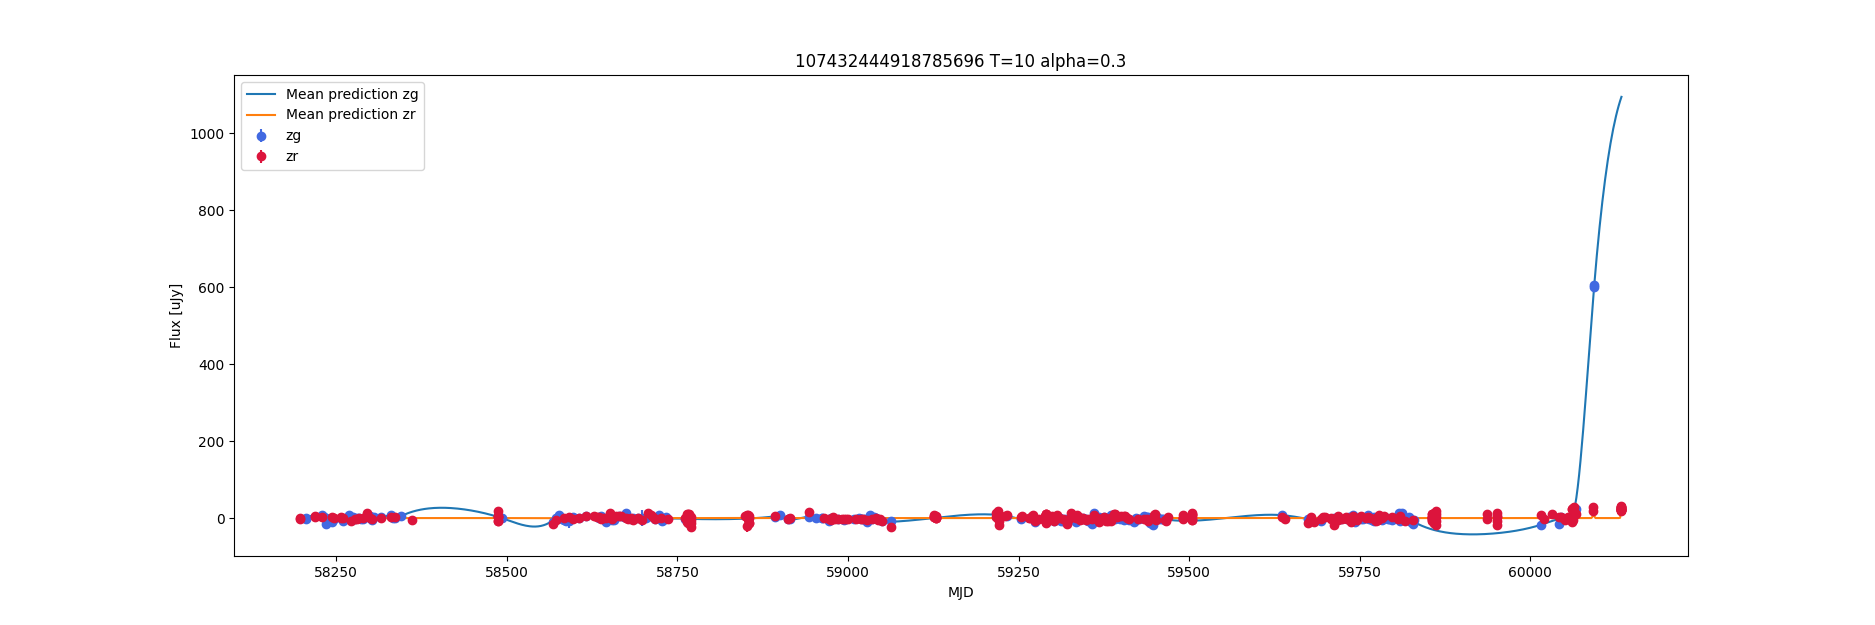 107432444918785696 T=10 alpha=0.3
Mean prediction zg
Mean prediction zr
zg
zr
Flux [uJy]
1000
800
600
400
200
0
58250 58500 58750 59000 59250 59500 59750 60000
MJD